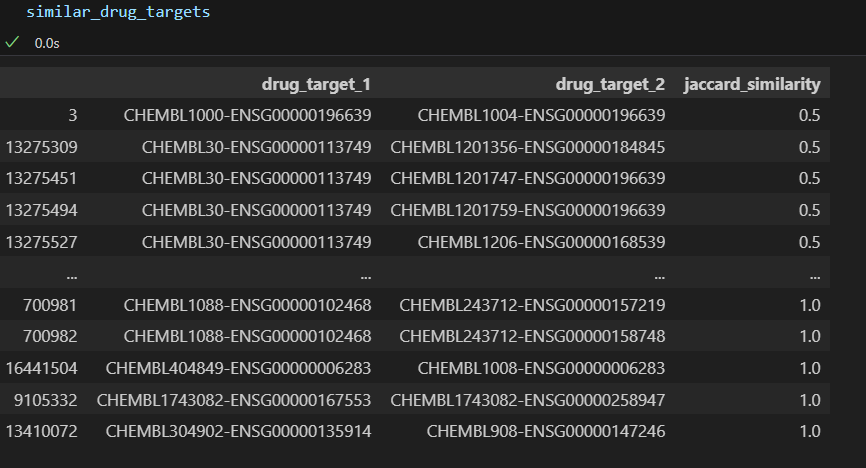 similar_drug_targets
0.0s
drug_target_1 drug_target_2 jaccard_similarity
3 CHEMBL1000-ENSG00000196639 CHEMBL1004-ENSG00000196639 0.5
13275309 CHEMBL30-ENSG00000113749 CHEMBL1201356-ENSG00000184845 0.5
13275451 CHEMBL30-ENSG00000113749 CHEMBL1201747-ENSG00000196639 0.5
13275494 CHEMBL30-ENSG00000113749 CHEMBL1201759-ENSG00000196639 0.5
13275527 CHEMBL30-ENSG00000113749 CHEMBL1206-ENSG00000168539 0.5
... ... ... ...
700981 CHEMBL1088-ENSG00000102468 CHEMBL243712-ENSG00000157219 1.0
700982 CHEMBL1088-ENSG00000102468 CHEMBL243712-ENSG00000158748 1.0
16441504 CHEMBL404849-ENSG00000006283 CHEMBL1008-ENSG00000006283 1.0
9105332 CHEMBL1743082-ENSG00000167553 CHEMBL1743082-ENSG00000258947 1.0
13410072 CHEMBL304902-ENSG00000135914 CHEMBL908-ENSG00000147246 1.0